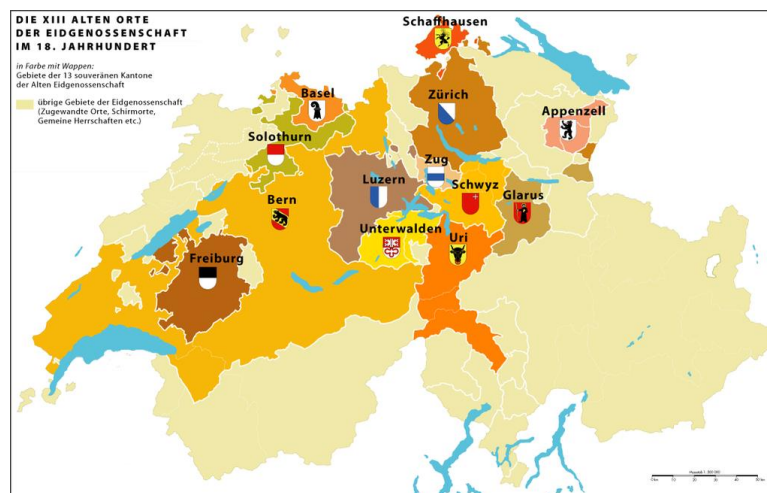 DIE XIII ALTEN ORTE
DER EIDGENOSSENSCHAFT
IM 18. JAHRHUNDERT
in Farbe mit Wappen:
Gebiete der 13 souveränen Kantone
der Alten Eidgenossenschaft
übrige Gebiete der Eidgenossenschaft
(Zugewandte Orte, Schirmorte,
Gemeine Herrschaften etc.)
Schaffhausen
Basel
Zürich
Appenzell
Solothurn
Zug
Luzern
Schwyz
Glarus
Bern
Unterwalden
Uri
Freiburg